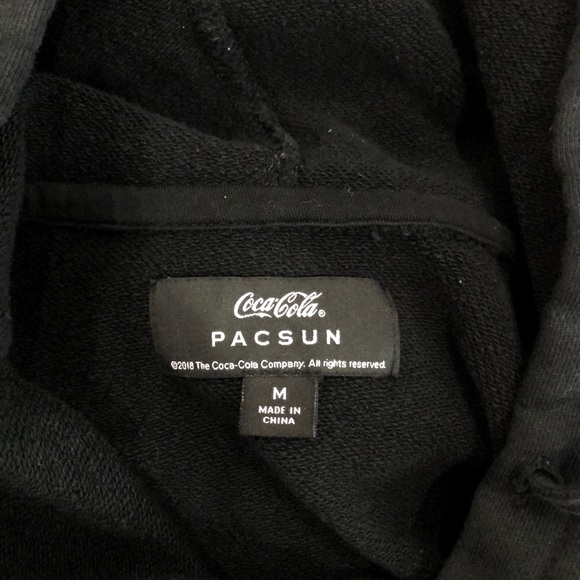 Coca-Cola®
PACSUN
©2018 The Coca-Cola Company. All rights reserved.
M
MADE IN
CHINA